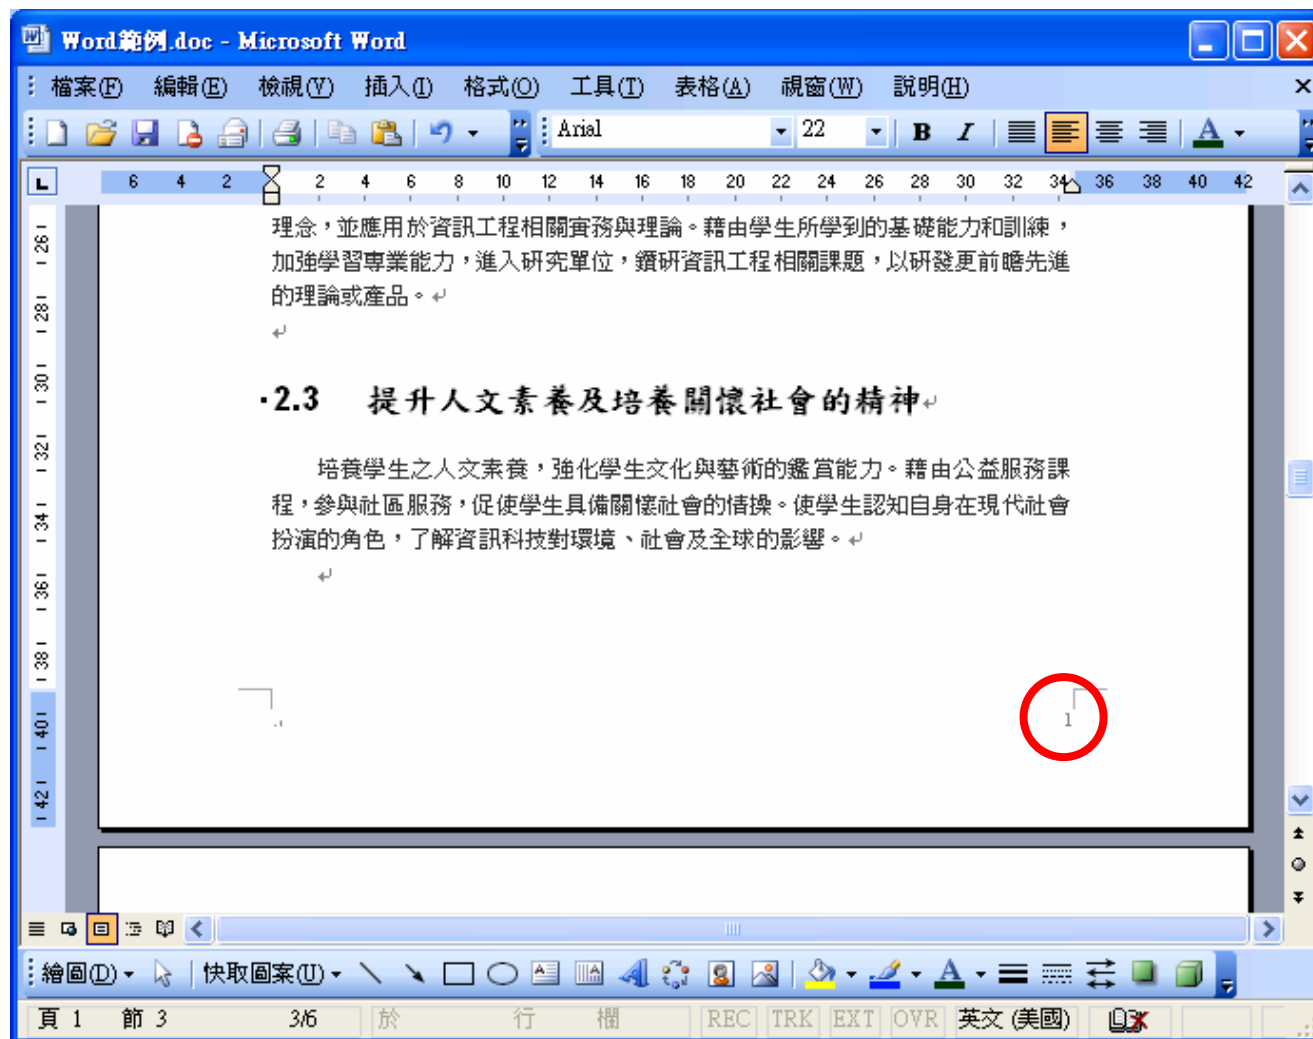 Word範例.doc - Microsoft Word
檔案(F) 編輯(E) 檢視(V) 插入(I) 格式(O) 工具(T) 表格(A) 視窗(W) 說明(H)
Arial 22 B I A
6 4 2 2 4 6 8 10 12 14 16 18 20 22 24 26 28 30 32 34 36 38 40 42
26
28
30
32
34
36
38
40
42
理念，並應用於資訊工程相關實務與理論。藉由學生所學到的基礎能力和訓練，
加強學習專業能力，進入研究單位，鑽研資訊工程相關課題，以研發更前瞻先進
的理論或產品。
2.3 提升人文素養及培養關懷社會的精神
培養學生之人文素養，強化學生文化與藝術的鑑賞能力。藉由公益服務課
程，參與社區服務，促使學生具備關懷社會的情操。使學生認知自身在現代社會
扮演的角色，了解資訊科技對環境、社會及全球的影響。
1
繪圖(D) 快取圖案(U) A
頁 1 節 3 3/6 於 行 欄 REC TRK EXT OVR 英文 (美國)